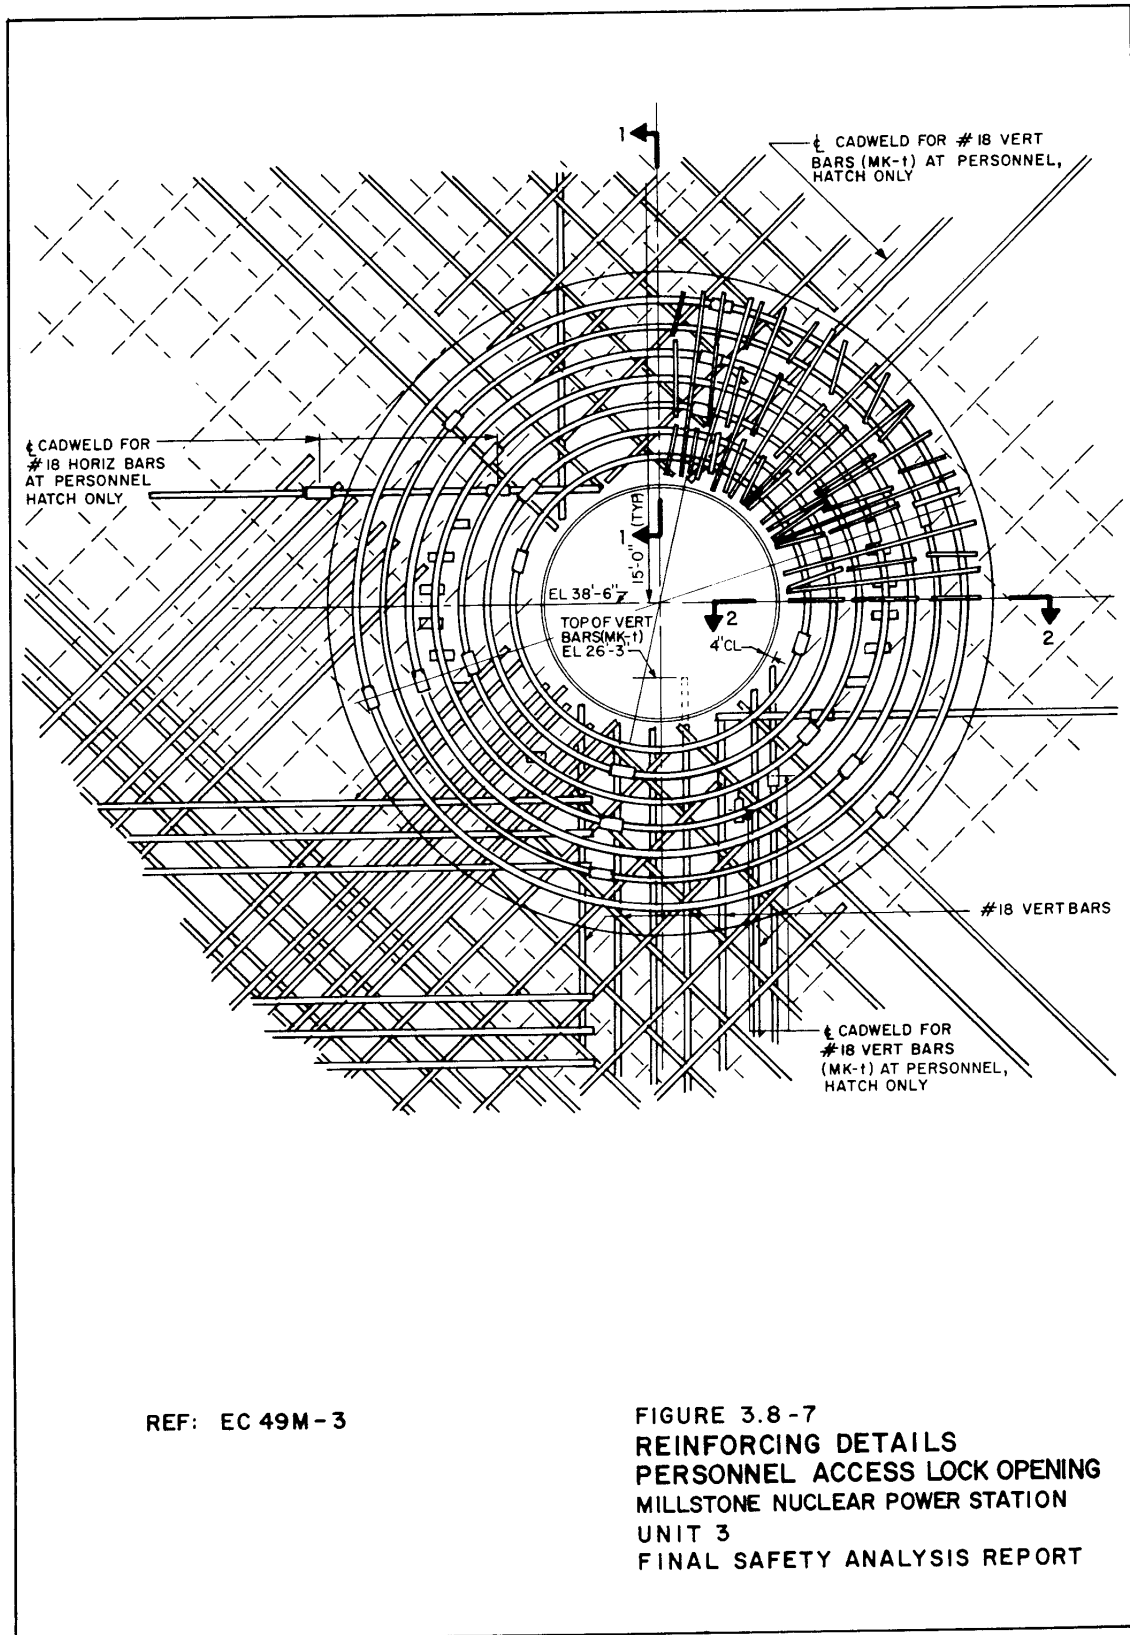 1
℄ CADWELD FOR #18 VERT
BARS (MK-t) AT PERSONNEL,
HATCH ONLY
℄ CADWELD FOR
#18 HORIZ BARS
AT PERSONNEL
HATCH ONLY
15'-0" (TYP)
1
EL 38'-6"
TOP OF VERT
BARS(MK-t)
EL 26'-3"
2
4"CL
2
#18 VERT BARS
℄ CADWELD FOR
#18 VERT BARS
(MK-t) AT PERSONNEL,
HATCH ONLY
REF: EC 49M-3
FIGURE 3.8-7
REINFORCING DETAILS
PERSONNEL ACCESS LOCK OPENING
MILLSTONE NUCLEAR POWER STATION
UNIT 3
FINAL SAFETY ANALYSIS REPORT